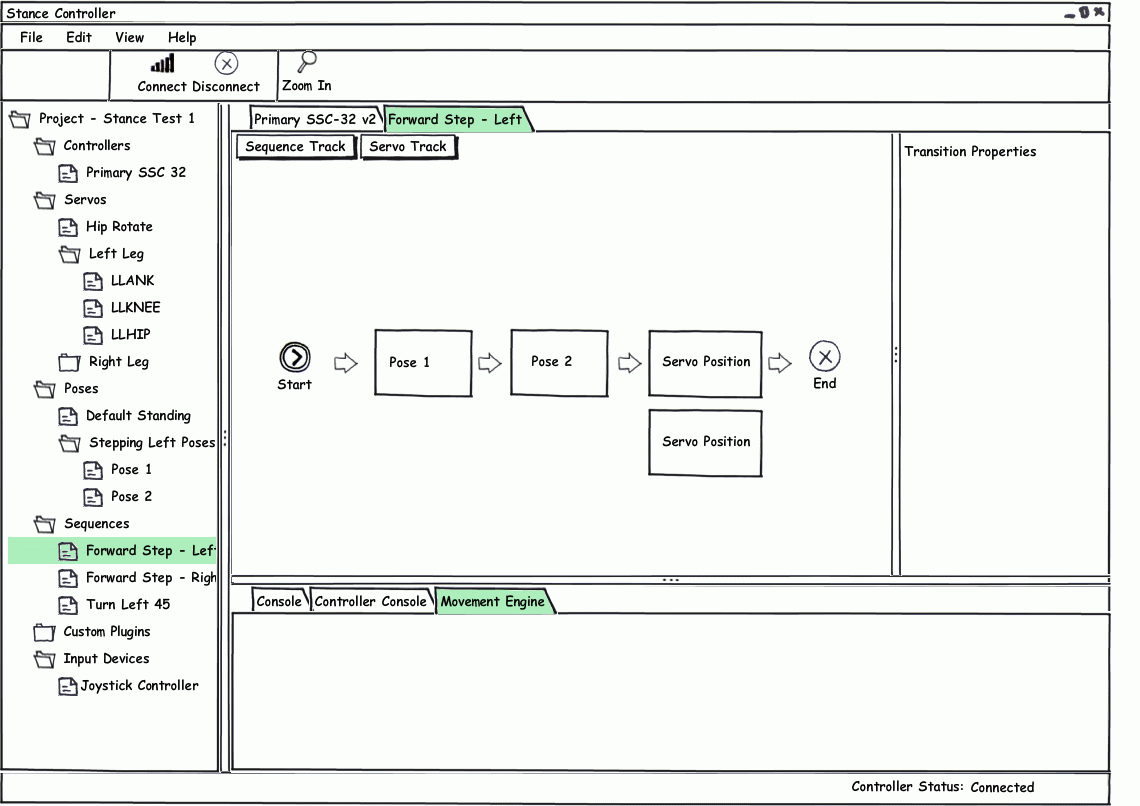 Stance Controller
File Edit View Help
Connect Disconnect Zoom In
Project - Stance Test 1
Controllers
Primary SSC 32
Servos
Hip Rotate
Left Leg
LLANK
LLKNEE
LLHIP
Right Leg
Poses
Default Standing
Stepping Left Poses
Pose 1
Pose 2
Sequences
Forward Step - Lef
Forward Step - Righ
Turn Left 45
Custom Plugins
Input Devices
Joystick Controller
Primary SSC-32 v2 Forward Step - Left
Sequence Track Servo Track
Start
Pose 1
Pose 2
Servo Position
End
Servo Position
Transition Properties
Console Controller Console Movement Engine
Controller Status: Connected